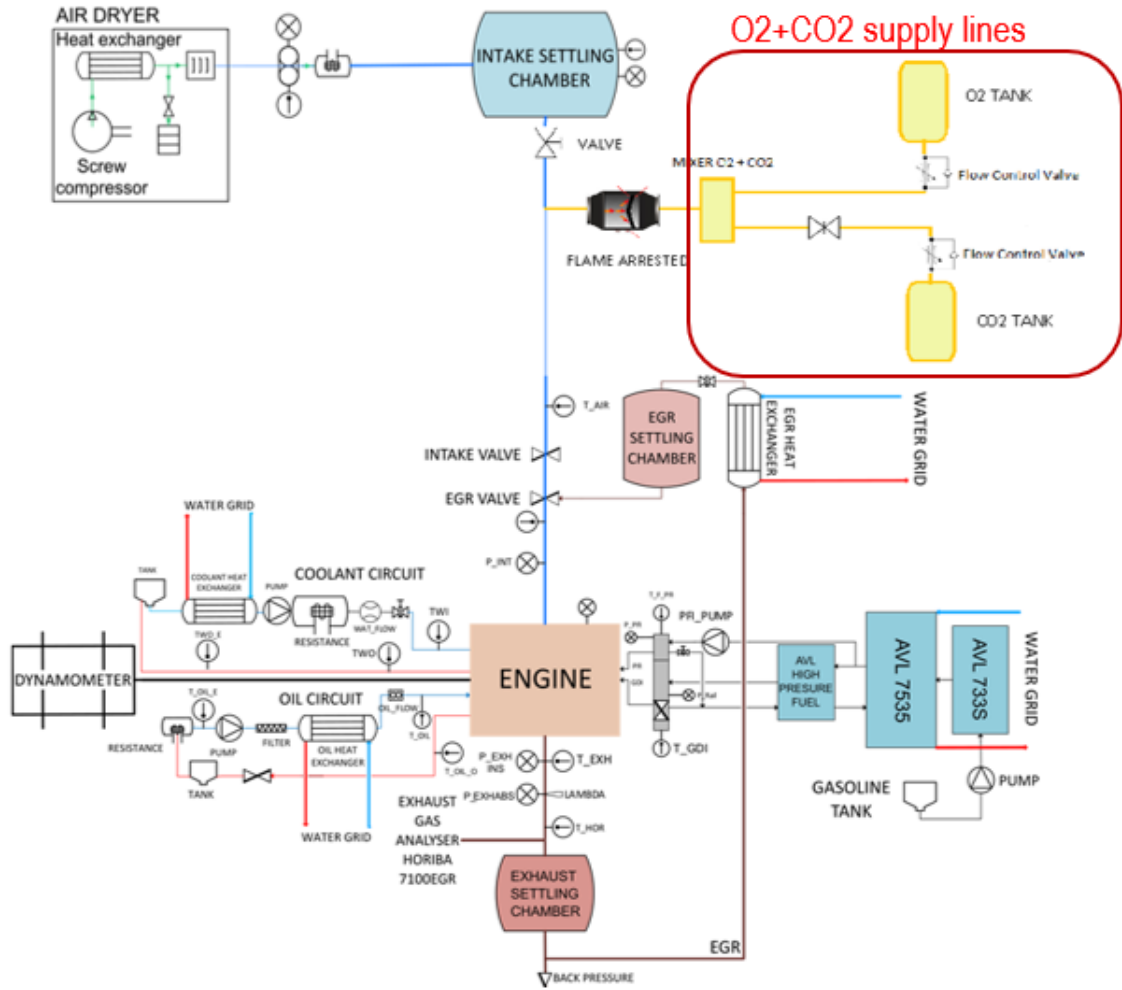 AIR DRYER
Heat exchanger
Screw
compressor
INTAKE SETTLING
CHAMBER
VALVE
O2+CO2 supply lines
O2 TANK
Flow Control Valve
MIXER O2 + CO2
FLAME ARRESTED
Flow Control Valve
CO2 TANK
T_AIR
INTAKE VALVE
EGR VALVE
EGR
SETTLING
CHAMBER
EGR HEAT
EXCHANGER
WATER GRID
P_INT
WATER GRID
TANK
COOLANT HEAT
EXCHANGER
PUMP
COOLANT CIRCUIT
RESISTANCE
WAT_FLOW
TWI
TWO_E
TWO
DYNAMOMETER
ENGINE
T_F_PR
P_PR
PR_PUMP
PR
GDI
P_Rail
T_GDI
AVL
HIGH
PRESURE
FUEL
AVL 7535
AVL 733S
WATER GRID
GASOLINE
TANK
PUMP
T_OIL_E
OIL CIRCUIT
RESISTANCE
PUMP
FILTER
OIL HEAT
EXCHANGER
OIL_FLOW
T_OIL
T_OIL_O
TANK
WATER GRID
P_EXH
INS
T_EXH
P_EXHABS
LAMBDA
T_HOR
EXHAUST
GAS
ANALYSER
HORIBA
7100EGR
EXHAUST
SETTLING
CHAMBER
EGR
BACK PRESSURE